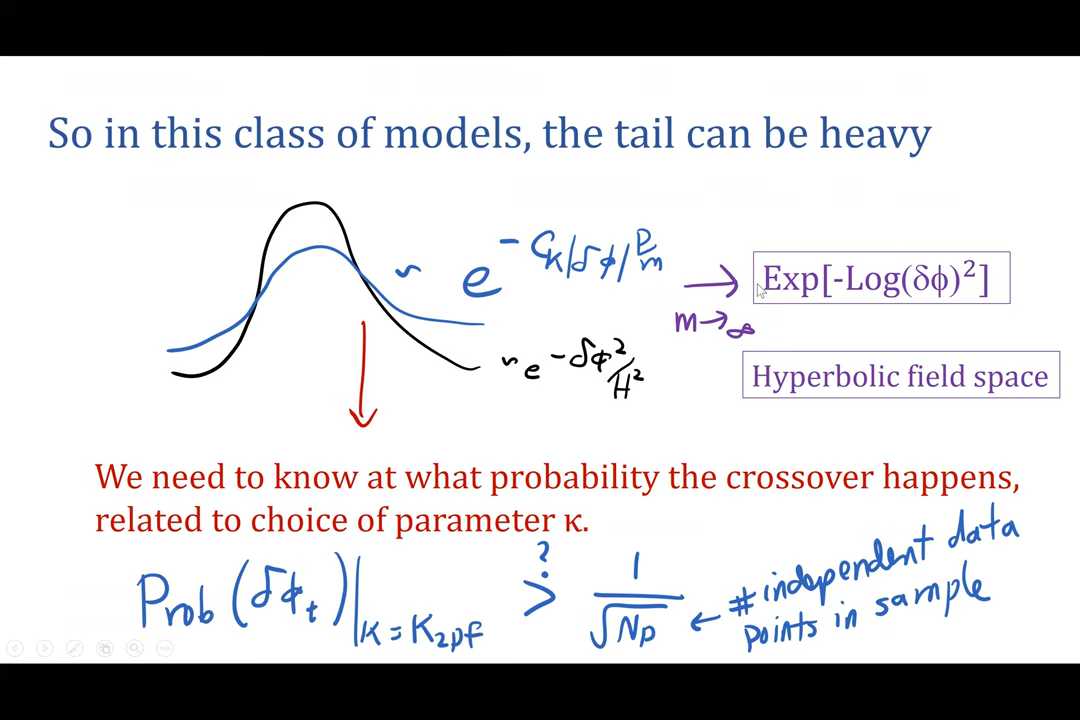 So in this class of models, the tail can be heavy
~ e^{-C_κ|δφ|^{p/m}}
→ m→∞
Exp[-Log(δϕ)²]
~ e^{-δφ²/H²}
Hyperbolic field space
We need to know at what probability the crossover happens,
related to choice of parameter κ.
Prob(δφ_t)|_{κ=κ_{2pf}} >^? 1/√N_p ← # independent data
points in sample